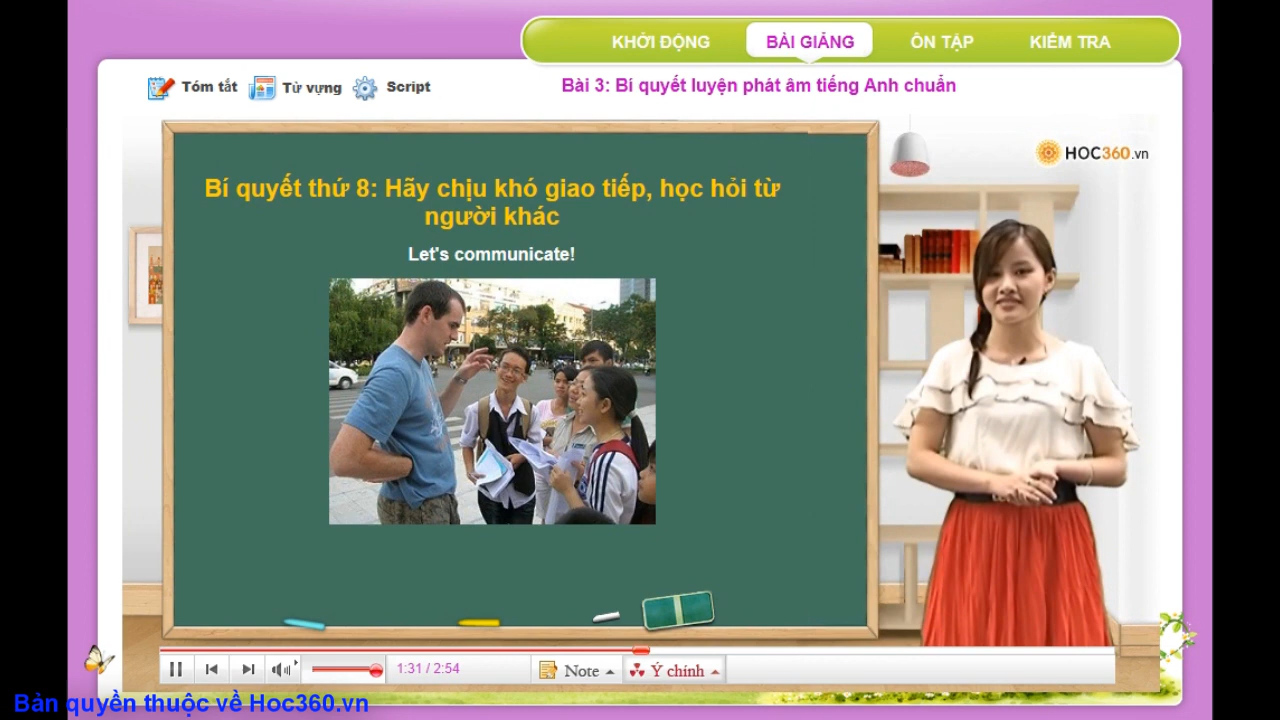 KHỞI ĐỘNG
BÀI GIẢNG
ÔN TẬP
KIỂM TRA
Tóm tắt
Từ vựng
Script
Bài 3: Bí quyết luyện phát âm tiếng Anh chuẩn
HOC360.vn
Bí quyết thứ 8: Hãy chịu khó giao tiếp, học hỏi từ
người khác
Let's communicate!
1:31 / 2:54
Note
Ý chính
Bản quyền thuộc về Hoc360.vn